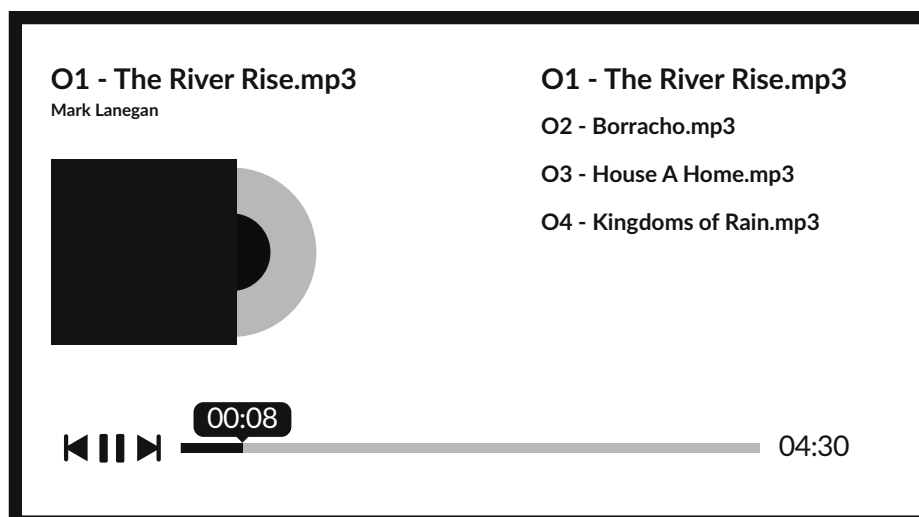 O1 - The River Rise.mp3
Mark Lanegan
O1 - The River Rise.mp3
O2 - Borracho.mp3
O3 - House A Home.mp3
O4 - Kingdoms of Rain.mp3
00:08
04:30